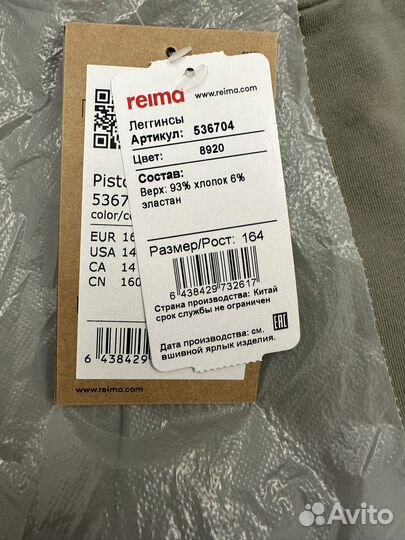 reima
www.reima.com
Леггинсы
Артикул: 536704
Цвет: 8920
Состав:
Верх: 93% хлопок 6%
эластан
Размер/Рост: 164
6 438429 732617
Страна производства: Китай
срок службы не ограничен
Дата производства: см.
вшивной ярлык изделия.
EAC
Pisto
5367
color/co
EUR 16
USA 14
CA 14
CN 160
6 438429
www.reima.com
Avito